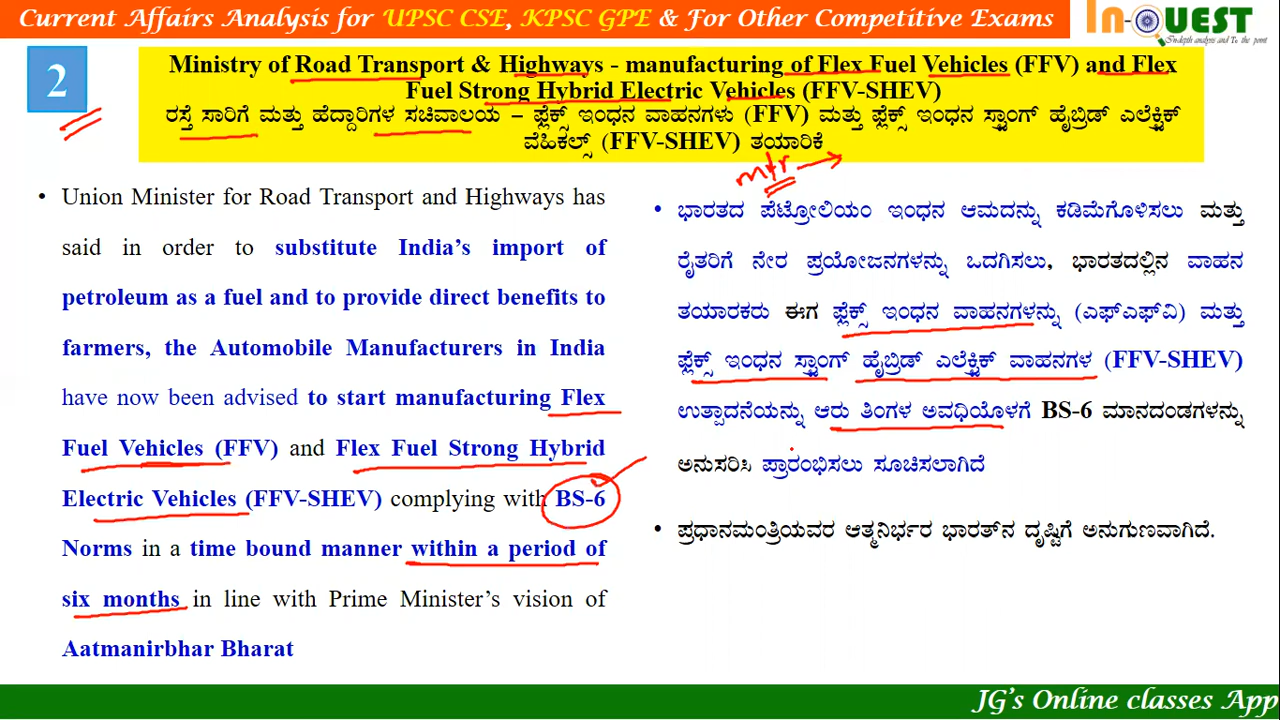 Current Affairs Analysis for UPSC CSE, KPSC GPE & For Other Competitive Exams
In-QUEST
In-depth analysis and To the point
2
Ministry of Road Transport & Highways - manufacturing of Flex Fuel Vehicles (FFV) and Flex
Fuel Strong Hybrid Electric Vehicles (FFV-SHEV)
ರಸ್ತೆ ಸಾರಿಗೆ ಮತ್ತು ಹೆದ್ದಾರಿಗಳ ಸಚಿವಾಲಯ – ಫ್ಲೆಕ್ಸ್ ಇಂಧನ ವಾಹನಗಳು (FFV) ಮತ್ತು ಫ್ಲೆಕ್ಸ್ ಇಂಧನ ಸ್ಟ್ರಾಂಗ್ ಹೈಬ್ರಿಡ್ ಎಲೆಕ್ಟ್ರಿಕ್
ವೆಹಿಕಲ್ಸ್ (FFV-SHEV) ತಯಾರಿಕೆ
mfr
• Union Minister for Road Transport and Highways has
said in order to substitute India's import of
petroleum as a fuel and to provide direct benefits to
farmers, the Automobile Manufacturers in India
have now been advised to start manufacturing Flex
Fuel Vehicles (FFV) and Flex Fuel Strong Hybrid
Electric Vehicles (FFV-SHEV) complying with BS-6
Norms in a time bound manner within a period of
six months in line with Prime Minister's vision of
Aatmanirbhar Bharat
• ಭಾರತದ ಪೆಟ್ರೋಲಿಯಂ ಇಂಧನ ಆಮದನ್ನು ಕಡಿಮೆಗೊಳಿಸಲು ಮತ್ತು
ರೈತರಿಗೆ ನೇರ ಪ್ರಯೋಜನಗಳನ್ನು ಒದಗಿಸಲು, ಭಾರತದಲ್ಲಿನ ವಾಹನ
ತಯಾರಕರು ಈಗ ಫ್ಲೆಕ್ಸ್ ಇಂಧನ ವಾಹನಗಳನ್ನು (ಎಫ್ಎಫ್‌ವಿ) ಮತ್ತು
ಫ್ಲೆಕ್ಸ್ ಇಂಧನ ಸ್ಟ್ರಾಂಗ್ ಹೈಬ್ರಿಡ್ ಎಲೆಕ್ಟ್ರಿಕ್ ವಾಹನಗಳ (FFV-SHEV)
ಉತ್ಪಾದನೆಯನ್ನು ಆರು ತಿಂಗಳ ಅವಧಿಯೊಳಗೆ BS-6 ಮಾನದಂಡಗಳನ್ನು
ಅನುಸರಿಸಿ ಪ್ರಾರಂಭಿಸಲು ಸೂಚಿಸಲಾಗಿದೆ
• ಪ್ರಧಾನಮಂತ್ರಿಯವರ ಆತ್ಮನಿರ್ಭರ ಭಾರತ್‌ನ ದೃಷ್ಟಿಗೆ ಅನುಗುಣವಾಗಿದೆ.
JG's Online classes App